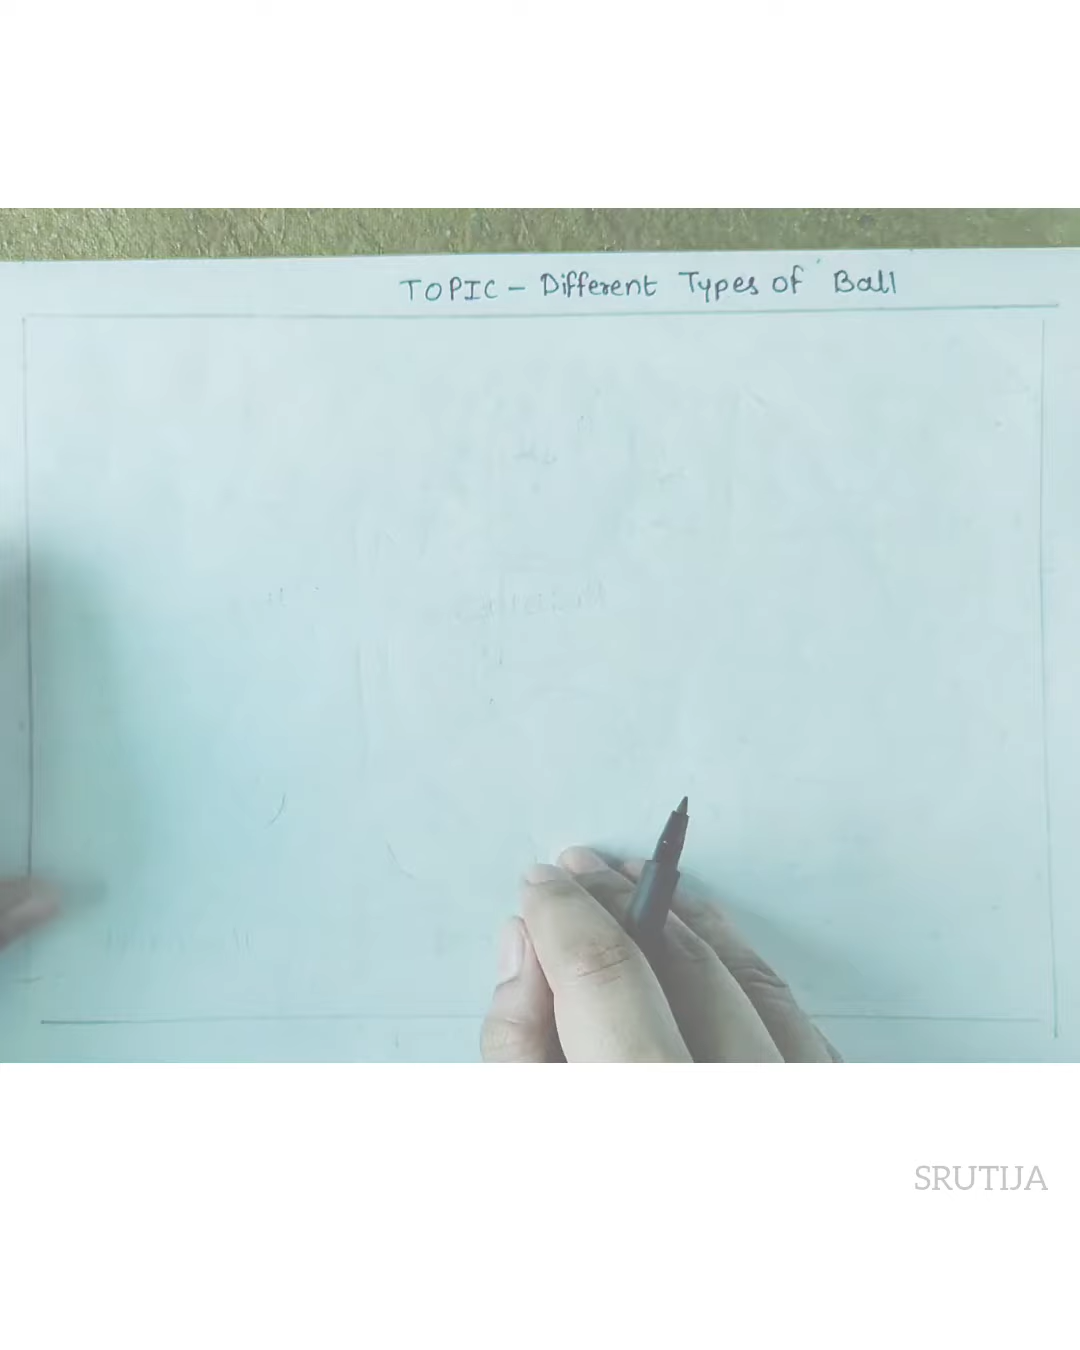 TOPIC - Different Types of Ball
SRUTIJA